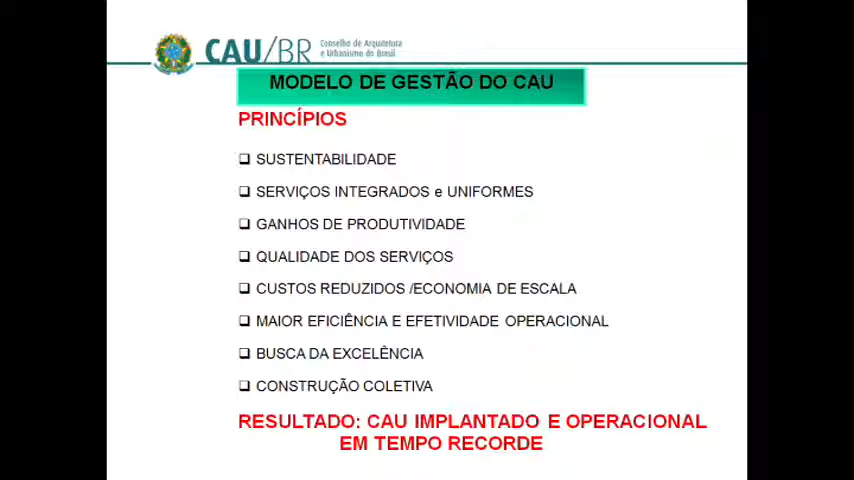 CAU/BR
Conselho de Arquitetura
e Urbanismo do Brasil
MODELO DE GESTÃO DO CAU
PRINCÍPIOS
SUSTENTABILIDADE
SERVIÇOS INTEGRADOS e UNIFORMES
GANHOS DE PRODUTIVIDADE
QUALIDADE DOS SERVIÇOS
CUSTOS REDUZIDOS /ECONOMIA DE ESCALA
MAIOR EFICIÊNCIA E EFETIVIDADE OPERACIONAL
BUSCA DA EXCELÊNCIA
CONSTRUÇÃO COLETIVA
RESULTADO: CAU IMPLANTADO E OPERACIONAL
EM TEMPO RECORDE